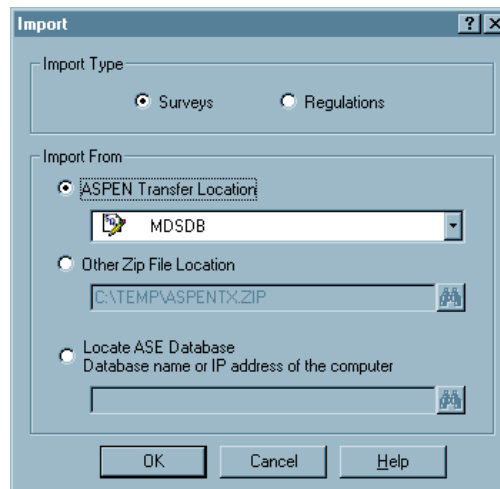 Import
Import Type
Surveys
Regulations
Import From
ASPEN Transfer Location
MDSDB
Other Zip File Location
C:\TEMP\ASPENTX.ZIP
Locate ASE Database
Database name or IP address of the computer
OK
Cancel
Help